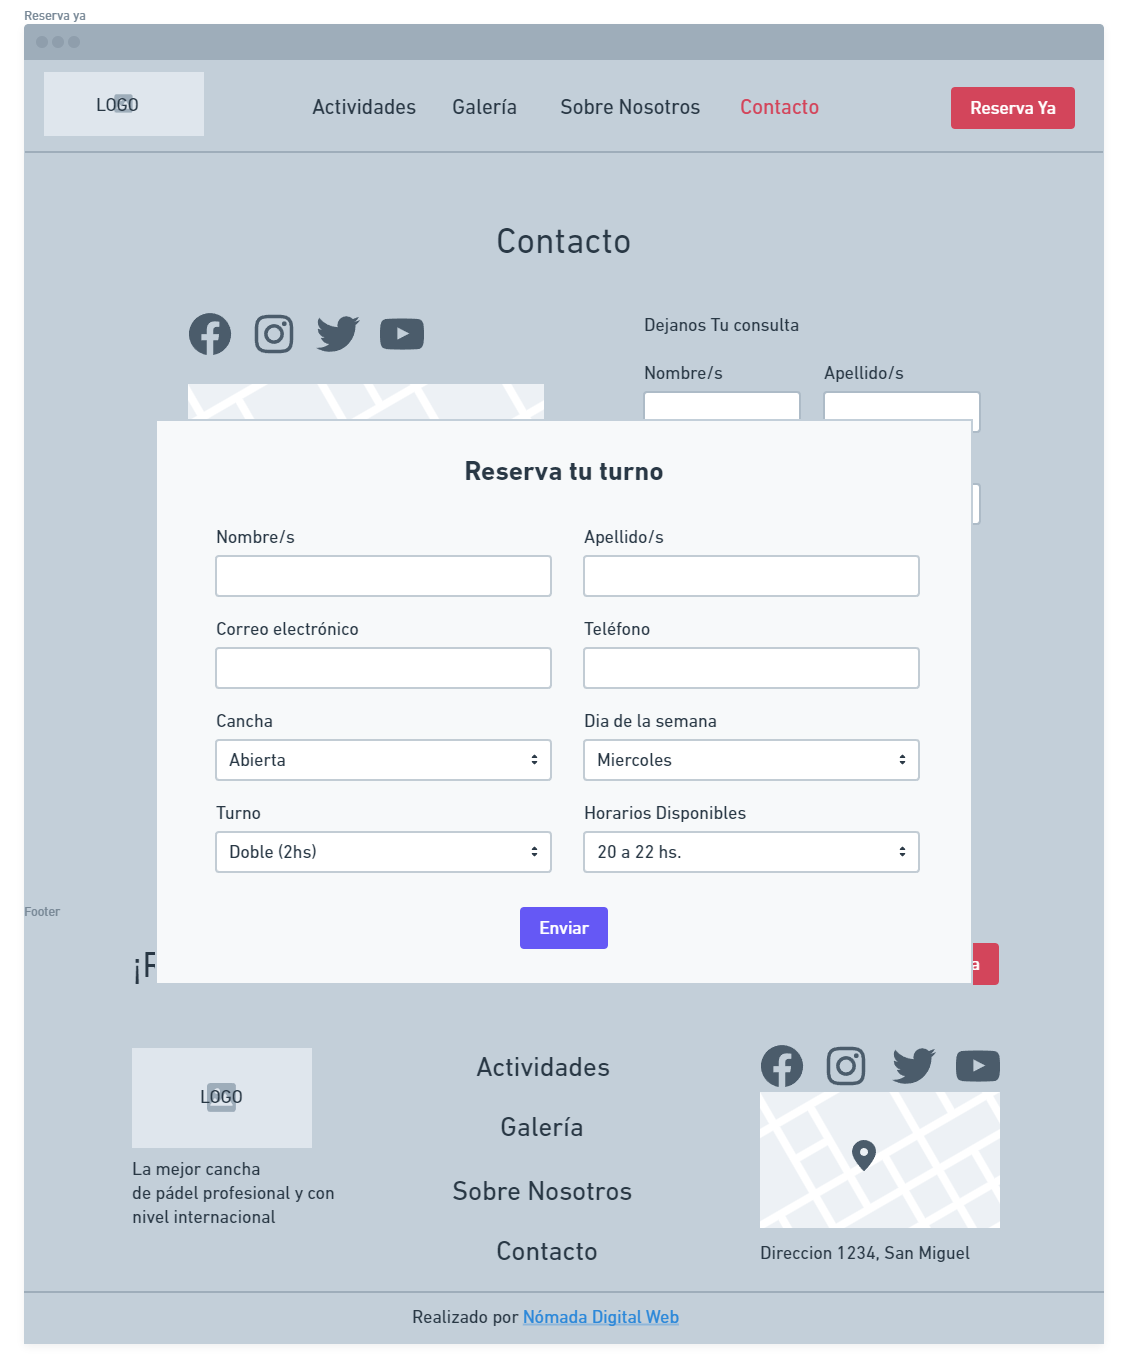 Reserva ya
LOGO
Actividades
Galería
Sobre Nosotros
Contacto
Reserva Ya
Contacto
Dejanos Tu consulta
Nombre/s
Apellido/s
Reserva tu turno
Nombre/s
Apellido/s
Correo electrónico
Teléfono
Cancha
Dia de la semana
Abierta
Miercoles
Turno
Horarios Disponibles
Doble (2hs)
20 a 22 hs.
Enviar
Footer
LOGO
La mejor cancha
de pádel profesional y con
nivel internacional
Actividades
Galería
Sobre Nosotros
Contacto
Direccion 1234, San Miguel
Realizado por Nómada Digital Web